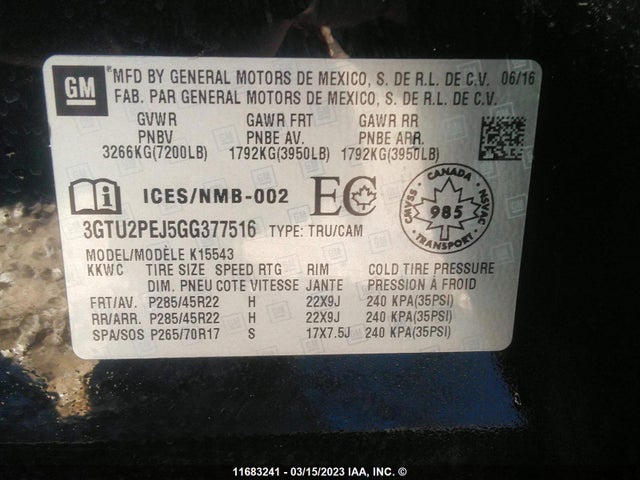 GM
MFD BY GENERAL MOTORS DE MEXICO, S. DE R.L. DE C.V. 06/16
FAB. PAR GENERAL MOTORS DE MEXICO, S. DE R.L. DE C.V.
GVWR GAWR FRT GAWR RR
PNBV PNBE AV. PNBE ARR.
3266KG(7200LB) 1792KG(3950LB) 1792KG(3950LB)
ICES/NMB-002 EC
CANADA
CMVSS 985 NSVAC
TRANSPORT
3GTU2PEJ5GG377516 TYPE: TRU/CAM
MODEL/MODÈLE K15543
KKWC TIRE SIZE SPEED RTG RIM COLD TIRE PRESSURE
DIM. PNEU COTE VITESSE JANTE PRESSION À FROID
FRT/AV. P285/45R22 H 22X9J 240 KPA(35PSI)
RR/ARR. P285/45R22 H 22X9J 240 KPA(35PSI)
SPA/SOS P265/70R17 S 17X7.5J 240 KPA(35PSI)
11683241 - 03/15/2023 IAA, INC. ©